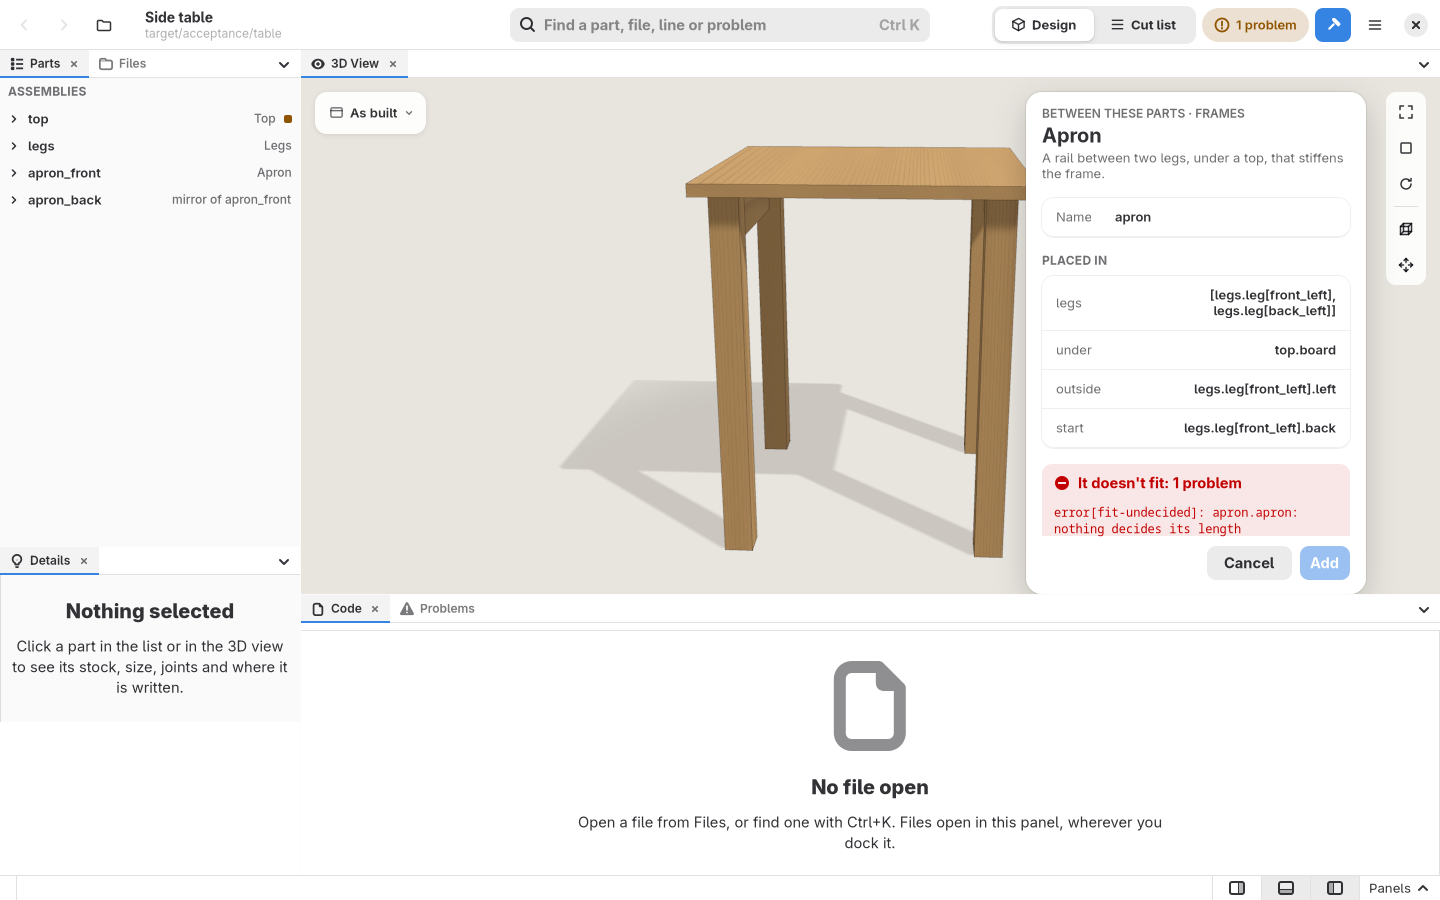 Side table
target/acceptance/table
Find a part, file, line or problem
Ctrl K
Design
Cut list
1 problem
Parts
Files
3D View
ASSEMBLIES
top
Top
legs
Legs
apron_front
Apron
apron_back
mirror of apron_front
As built
BETWEEN THESE PARTS · FRAMES
Apron
A rail between two legs, under a top, that stiffens
the frame.
Name
apron
PLACED IN
legs
[legs.leg[front_left],
legs.leg[back_left]]
under
top.board
outside
legs.leg[front_left].left
start
legs.leg[front_left].back
It doesn't fit: 1 problem
error[fit-undecided]: apron.apron:
nothing decides its length
Cancel
Add
Details
Nothing selected
Click a part in the list or in the 3D view
to see its stock, size, joints and where it
is written.
Code
Problems
No file open
Open a file from Files, or find one with Ctrl+K. Files open in this panel, wherever you
dock it.
Panels